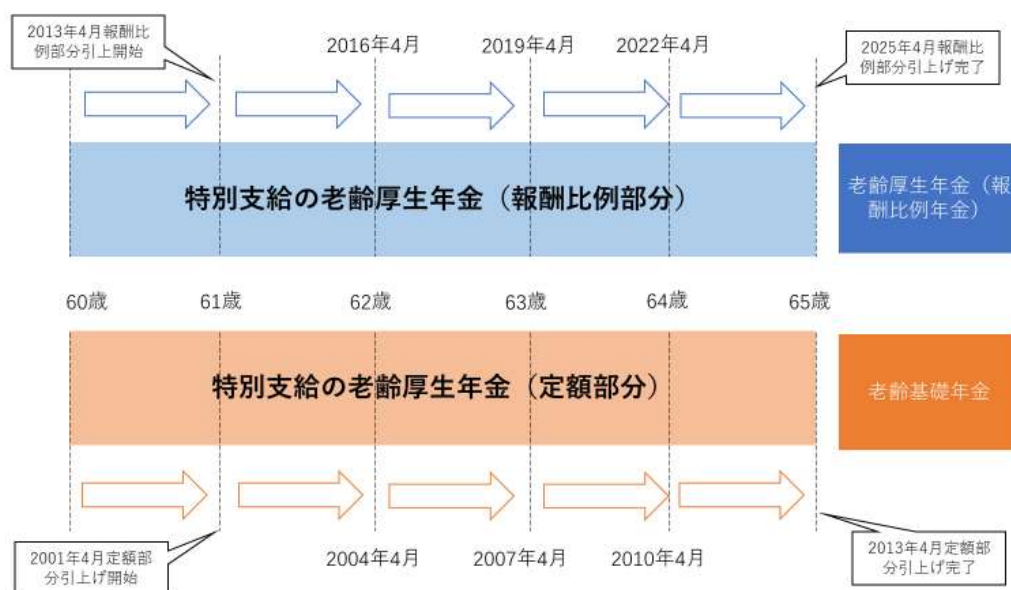 2013年4月報酬比
例部分引上開始
2016年4月
2019年4月
2022年4月
2025年4月報酬比
例部分引上げ完了
特別支給の老齢厚生年金（報酬比例部分）
老齢厚生年金（報
酬比例年金）
60歳
61歳
62歳
63歳
64歳
65歳
特別支給の老齢厚生年金（定額部分）
老齢基礎年金
2001年4月定額部
分引上げ開始
2004年4月
2007年4月
2010年4月
2013年4月定額部
分引上げ完了